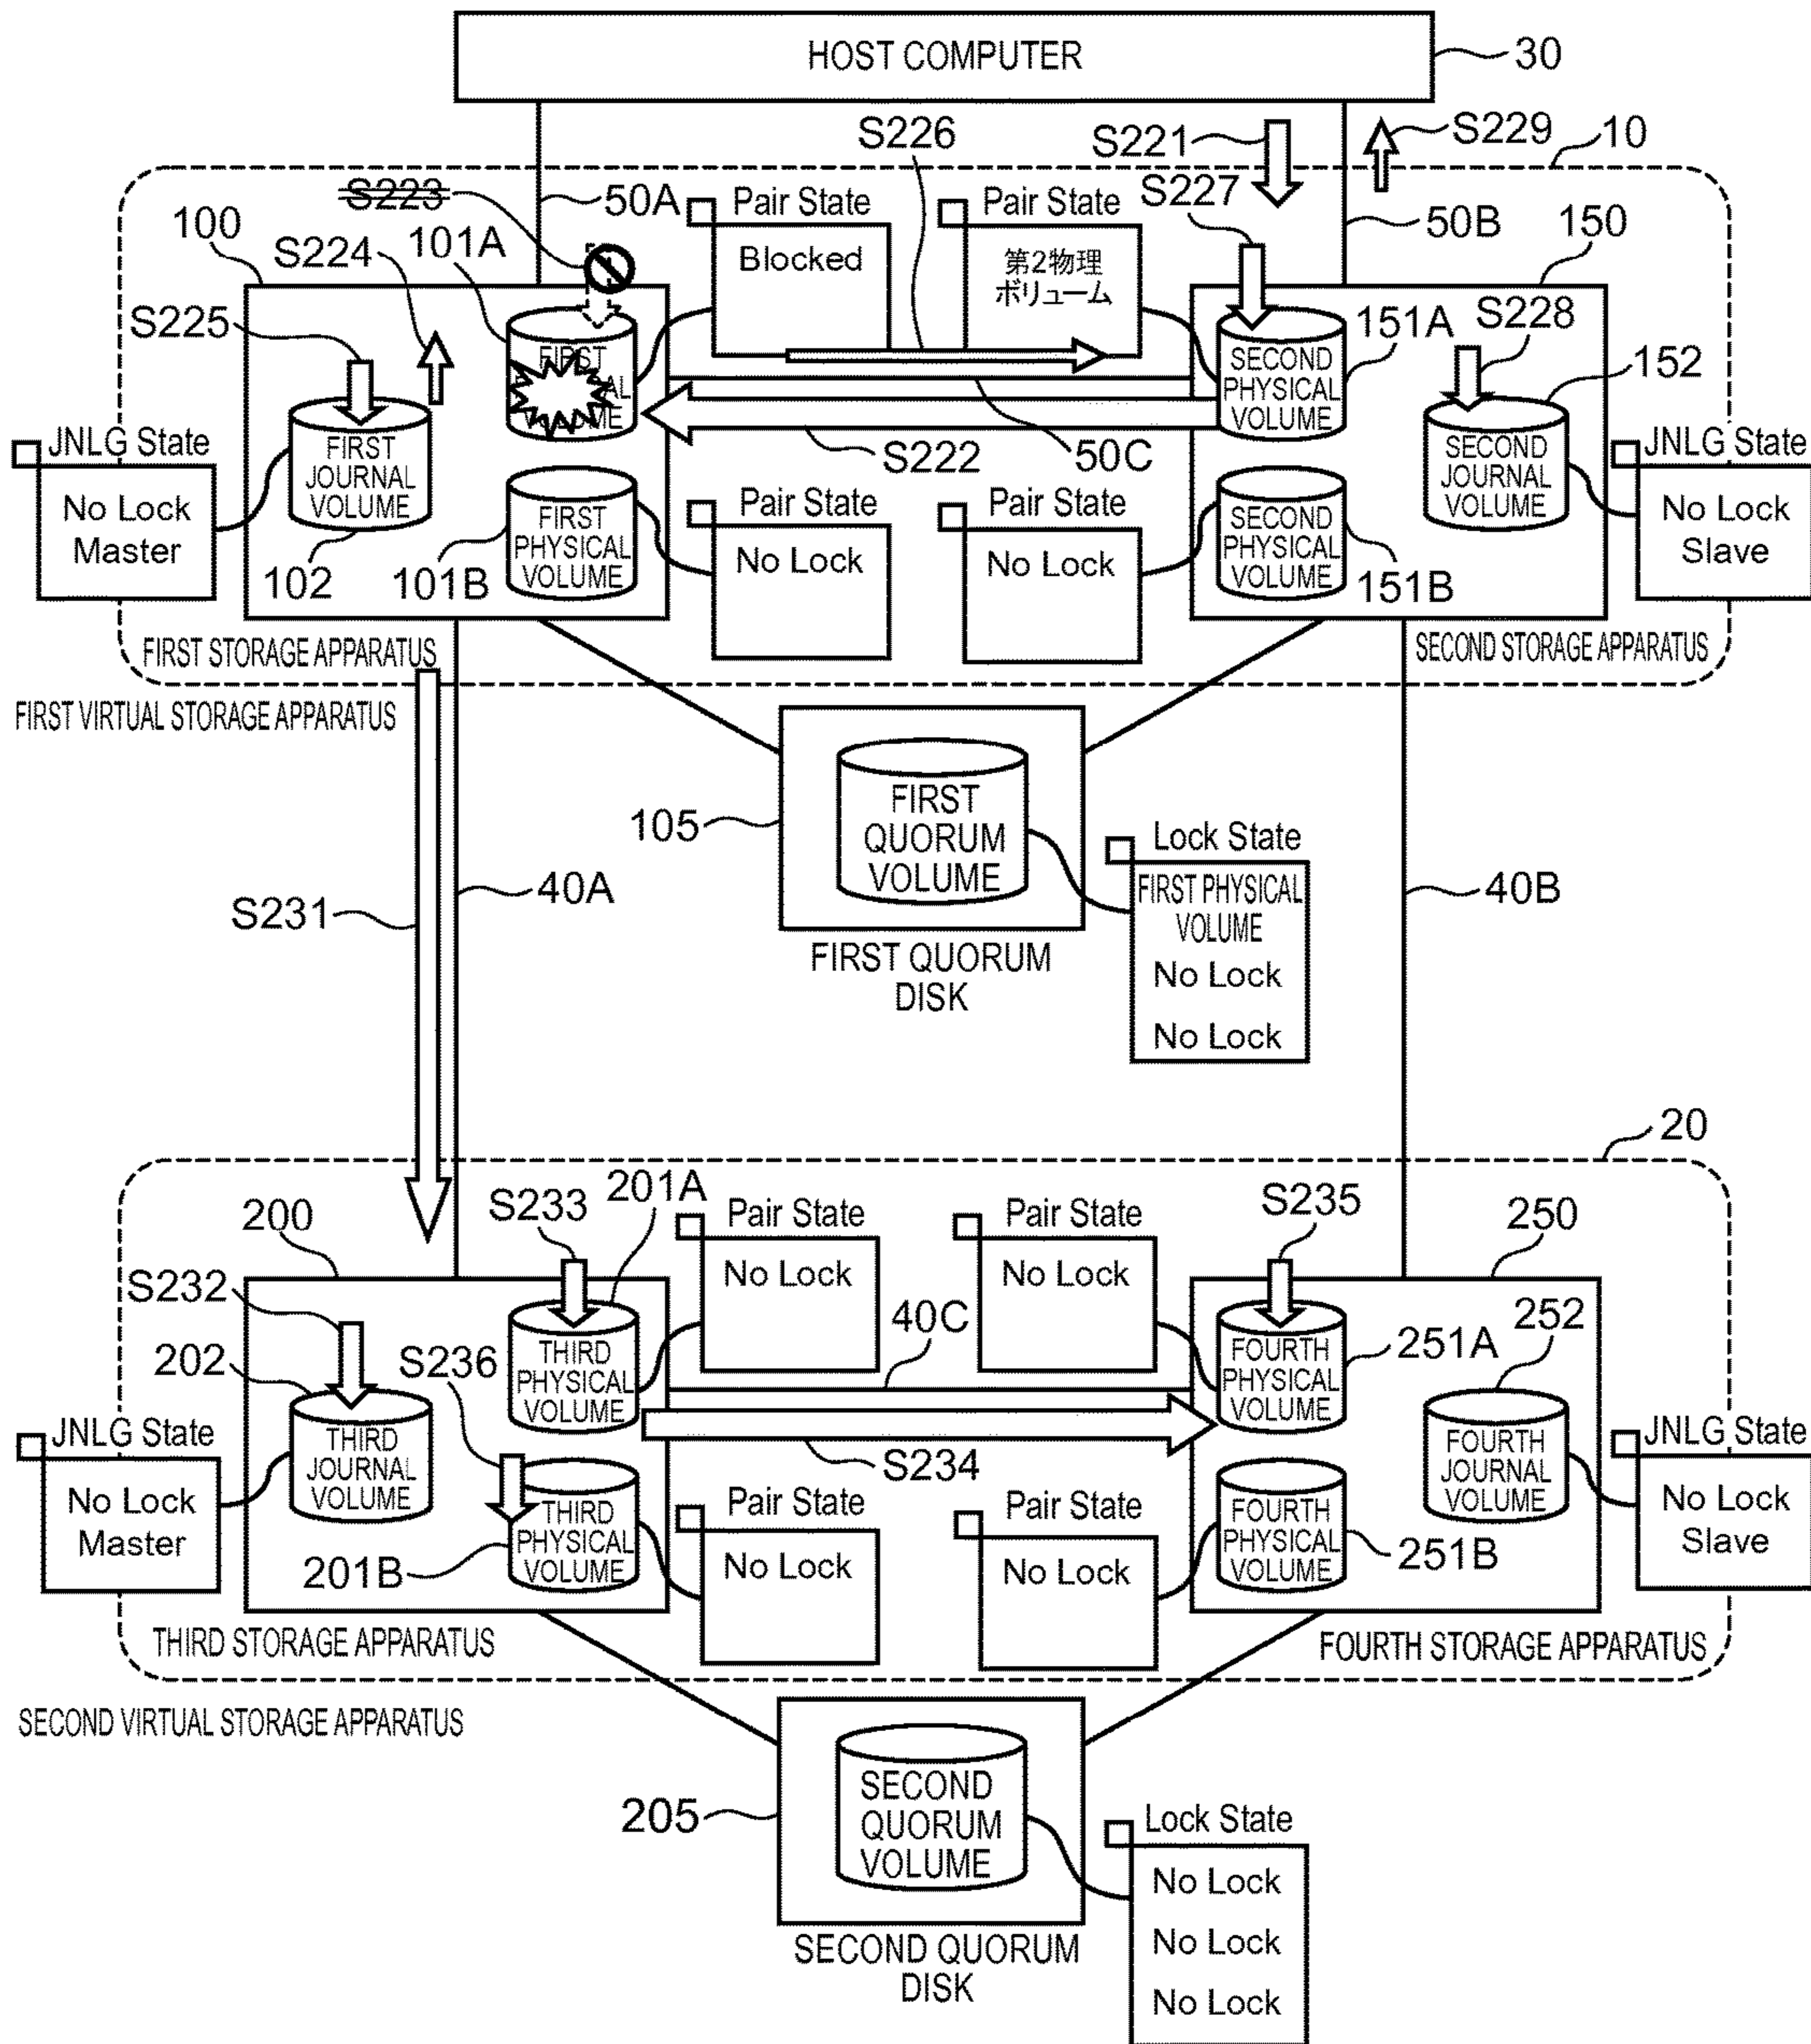 HOST COMPUTER
30
S226
S221
S229
10
S223
50A
Pair State
Blocked
Pair State
第2物理
ボリューム
S227
50B
100
S224
101A
150
S225
FIRST
VOLUME
SECOND
PHYSICAL
VOLUME
151A
S228
152
JNLG State
No Lock
Master
FIRST
JOURNAL
VOLUME
102
S222
50C
SECOND
JOURNAL
VOLUME
JNLG State
No Lock
Slave
FIRST
PHYSICAL
VOLUME
101B
Pair State
No Lock
Pair State
No Lock
SECOND
PHYSICAL
VOLUME
151B
FIRST STORAGE APPARATUS
SECOND STORAGE APPARATUS
FIRST VIRTUAL STORAGE APPARATUS
105
FIRST
QUORUM
VOLUME
FIRST QUORUM
DISK
Lock State
FIRST PHYSICAL
VOLUME
No Lock
No Lock
S231
40A
40B
20
200
S233
201A
Pair State
No Lock
Pair State
No Lock
S235
250
S232
202
S236
THIRD
PHYSICAL
VOLUME
40C
FOURTH
PHYSICAL
VOLUME
251A
252
JNLG State
No Lock
Master
THIRD
JOURNAL
VOLUME
S234
FOURTH
JOURNAL
VOLUME
JNLG State
No Lock
Slave
THIRD
PHYSICAL
VOLUME
201B
Pair State
No Lock
Pair State
No Lock
FOURTH
PHYSICAL
VOLUME
251B
THIRD STORAGE APPARATUS
FOURTH STORAGE APPARATUS
SECOND VIRTUAL STORAGE APPARATUS
205
SECOND
QUORUM
VOLUME
SECOND QUORUM
DISK
Lock State
No Lock
No Lock
No Lock